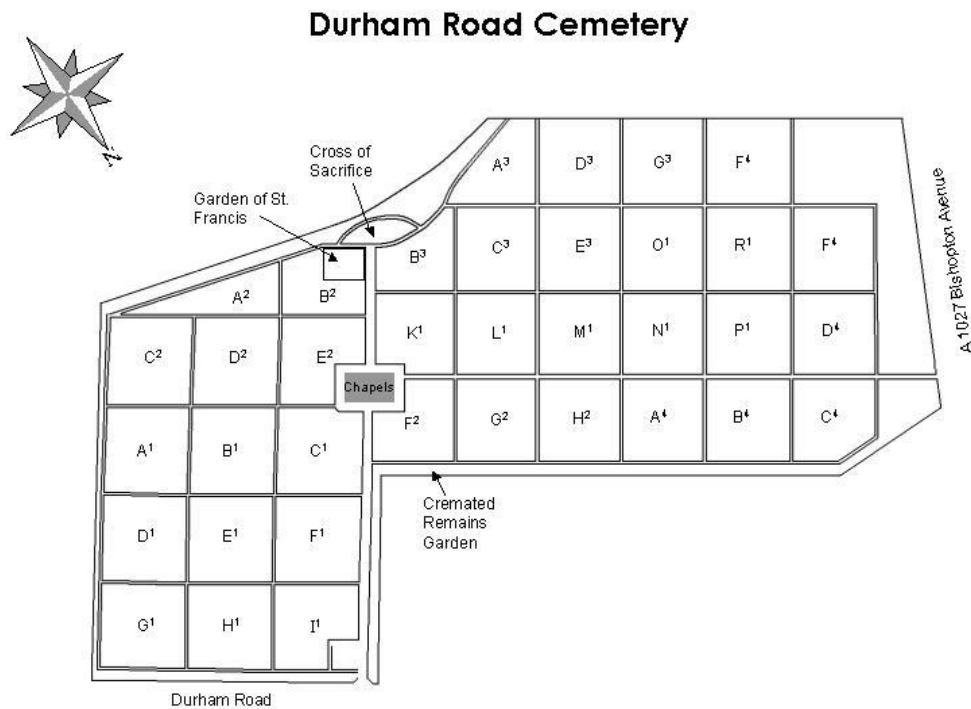 Durham Road Cemetery
N
Cross of
Sacrifice
Garden of St.
Francis
A³ D³ G³ F⁴
B³ C³ E³ O¹ R¹ F⁴
A² B²
K¹ L¹ M¹ N¹ P¹ D⁴
C² D² E²
Chapels
F² G² H² A⁴ B⁴ C⁴
A¹ B¹ C¹
Cremated
Remains
Garden
D¹ E¹ F¹
G¹ H¹ I¹
Durham Road
A1027 Bishopton Avenue